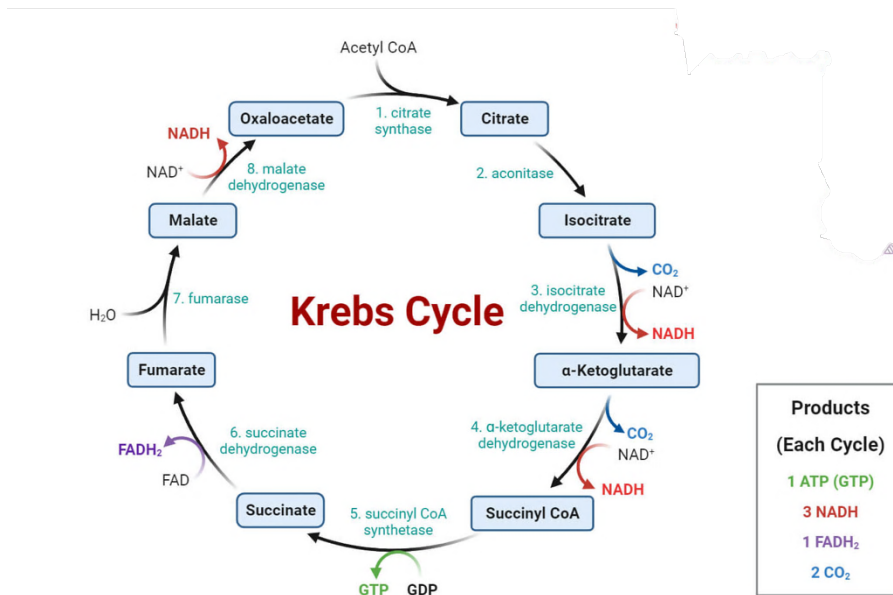 Acetyl CoA
Oxaloacetate
1. citrate
synthase
Citrate
NADH
NAD⁺
8. malate
dehydrogenase
2. aconitase
Malate
Isocitrate
CO₂
3. isocitrate
dehydrogenase
NAD⁺
NADH
7. fumarase
H₂O
Krebs Cycle
Fumarate
α-Ketoglutarate
6. succinate
dehydrogenase
FADH₂
FAD
4. α-ketoglutarate
dehydrogenase
CO₂
NAD⁺
NADH
Succinate
5. succinyl CoA
synthetase
Succinyl CoA
GTP
GDP
Products
(Each Cycle)
1 ATP (GTP)
3 NADH
1 FADH₂
2 CO₂